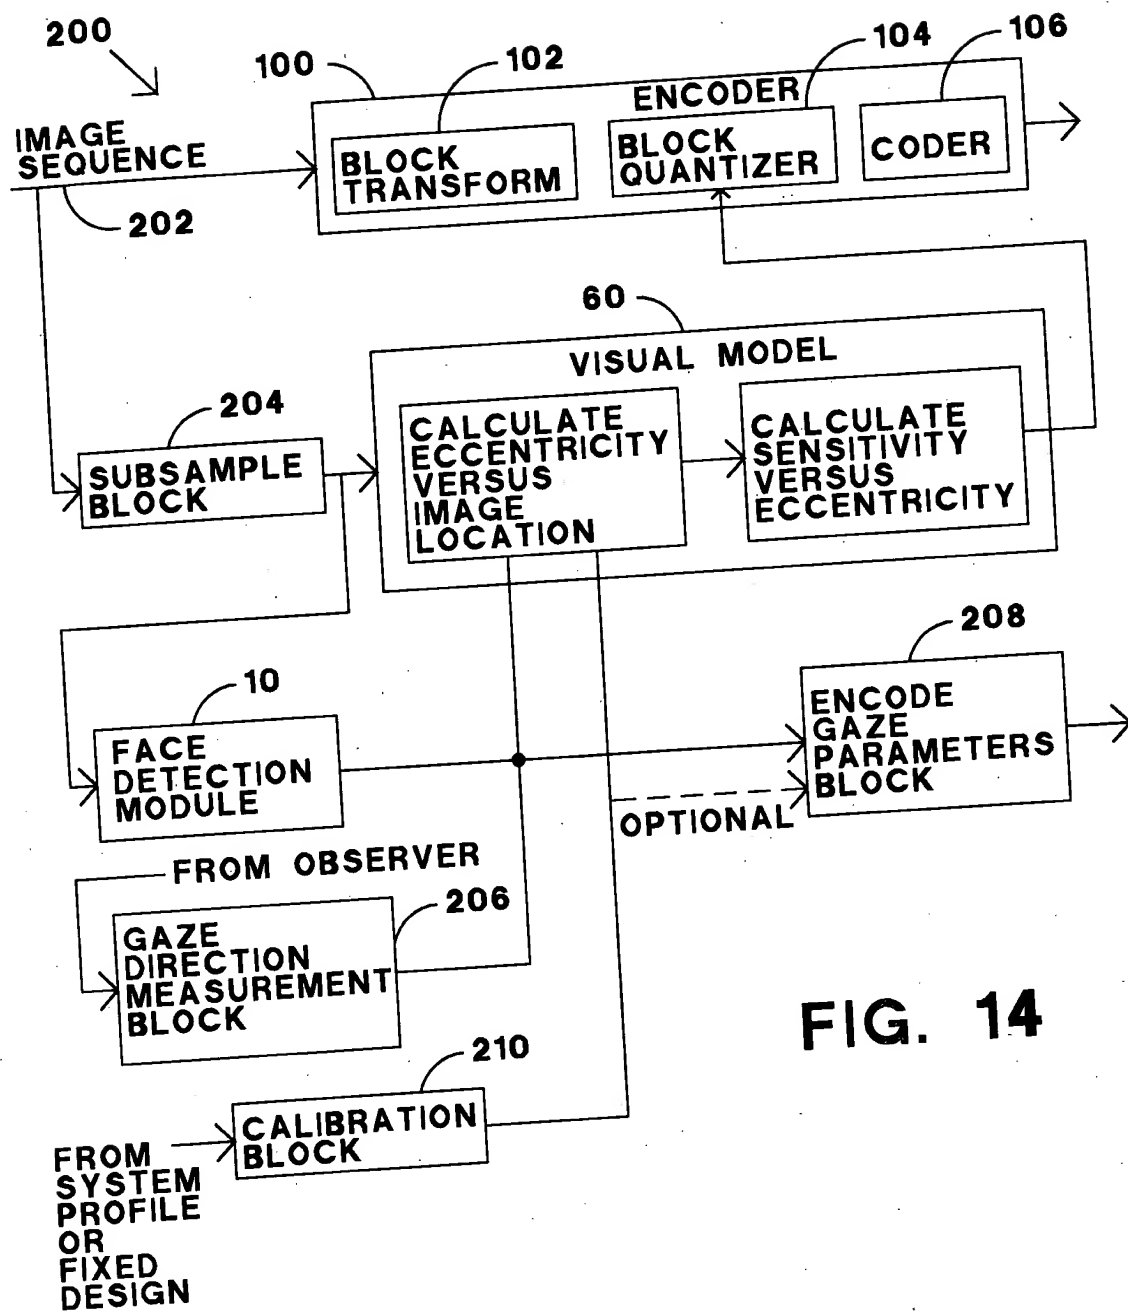 200
100
102
104
106
ENCODER
IMAGE
SEQUENCE
BLOCK
TRANSFORM
BLOCK
QUANTIZER
CODER
202
60
VISUAL MODEL
204
SUBSAMPLE
BLOCK
CALCULATE
ECCENTRICITY
VERSUS
IMAGE
LOCATION
CALCULATE
SENSITIVITY
VERSUS
ECCENTRICITY
208
10
FACE
DETECTION
MODULE
ENCODE
GAZE
PARAMETERS
BLOCK
OPTIONAL
FROM OBSERVER
206
GAZE
DIRECTION
MEASUREMENT
BLOCK
FIG. 14
210
CALIBRATION
BLOCK
FROM
SYSTEM
PROFILE
OR
FIXED
DESIGN